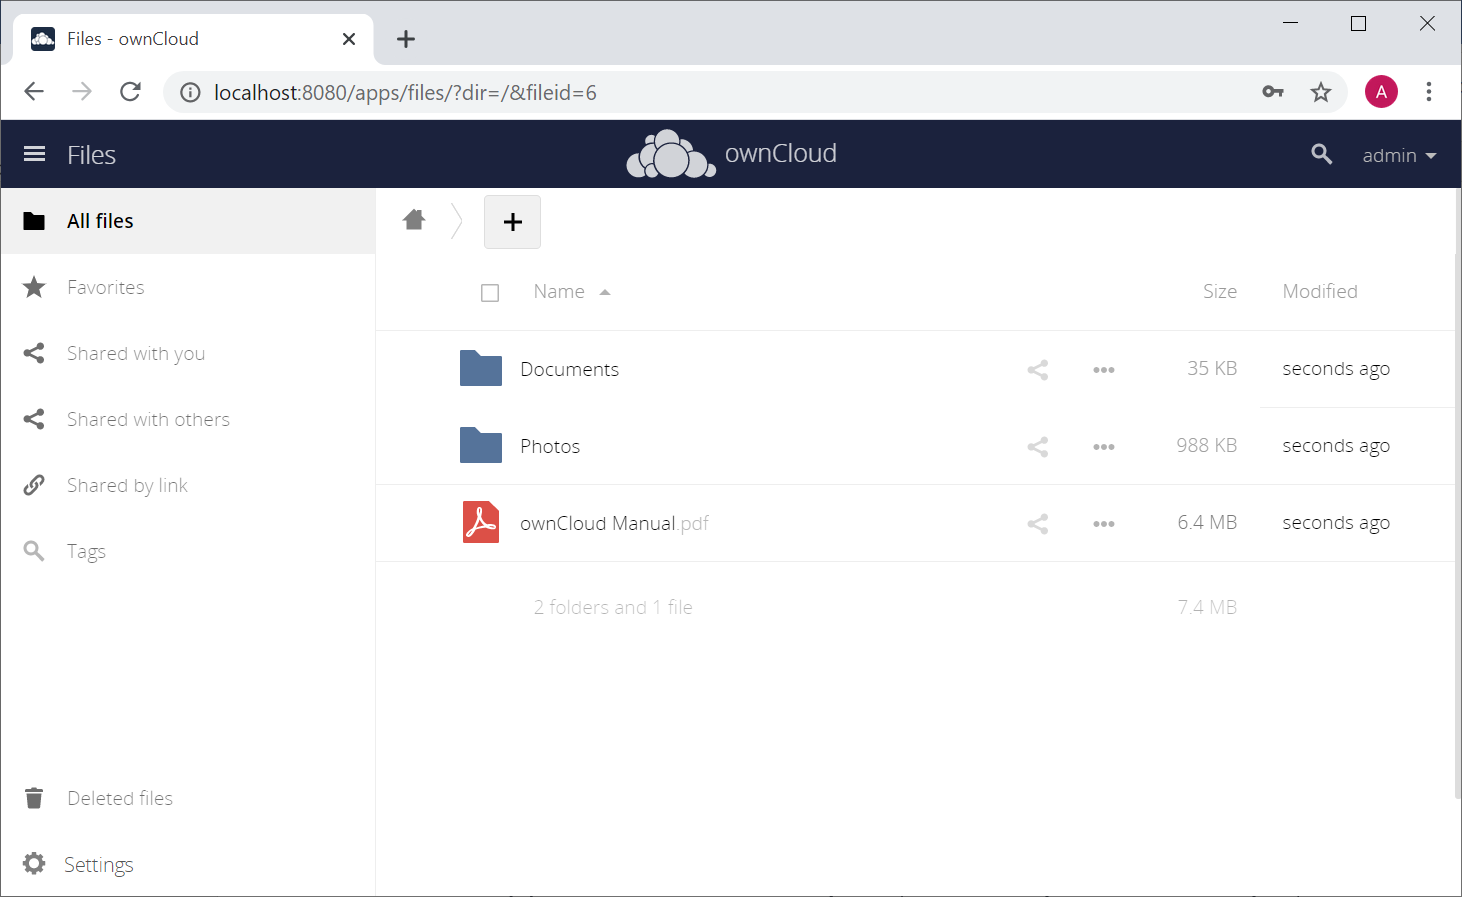 Files - ownCloud
localhost:8080/apps/files/?dir=/&fileid=6
A
Files
ownCloud
admin
All files
Favorites
Shared with you
Shared with others
Shared by link
Tags
Deleted files
Settings
Name Size Modified
Documents 35 KB seconds ago
Photos 988 KB seconds ago
ownCloud Manual.pdf 6.4 MB seconds ago
2 folders and 1 file 7.4 MB